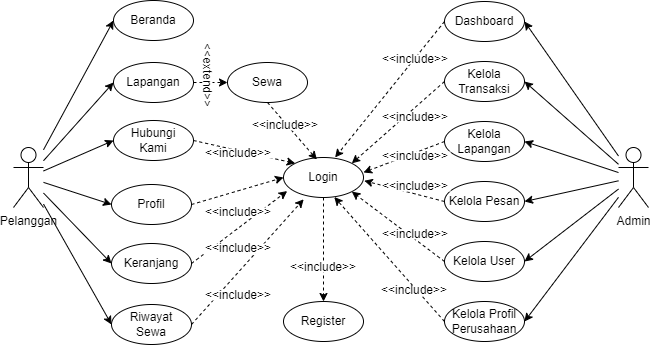 Beranda
Dashboard
<<extend>>
<<include>>
Lapangan
Sewa
Kelola
Transaksi
<<include>>
<<include>>
Hubungi
Kami
Kelola
Lapangan
<<include>>
<<include>>
Login
<<include>>
Pelanggan
Admin
Profil
Kelola Pesan
<<include>>
<<include>>
<<include>>
Keranjang
Kelola User
<<include>>
<<include>>
<<include>>
Riwayat
Sewa
Register
Kelola Profil
Perusahaan